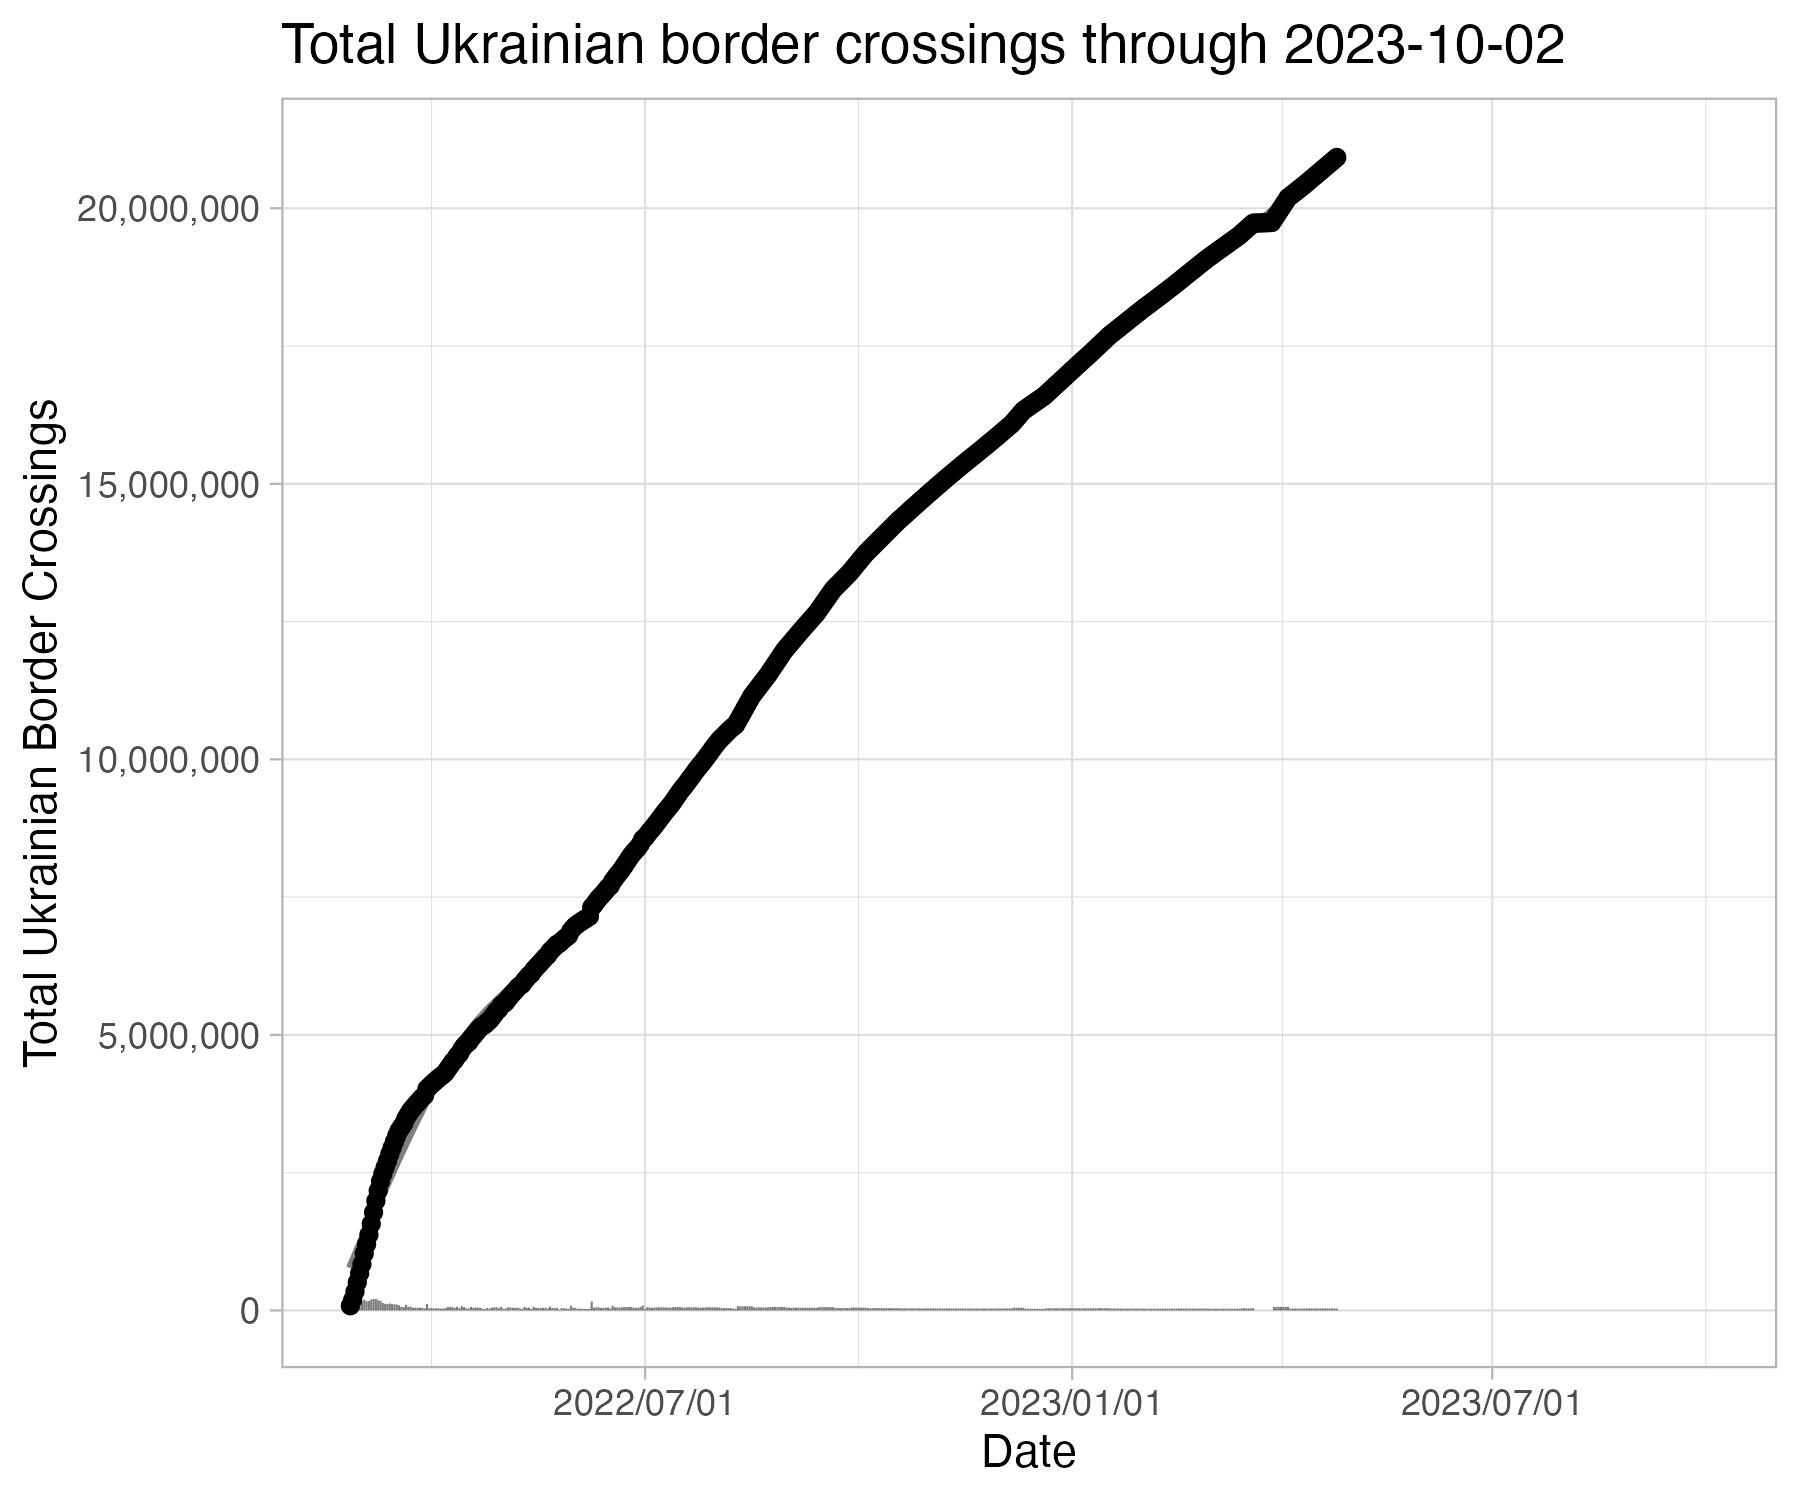 Total Ukrainian border crossings through 2023-10-02
Total Ukrainian Border Crossings
20,000,000
15,000,000
10,000,000
5,000,000
0
2022/07/01
2023/01/01
2023/07/01
Date